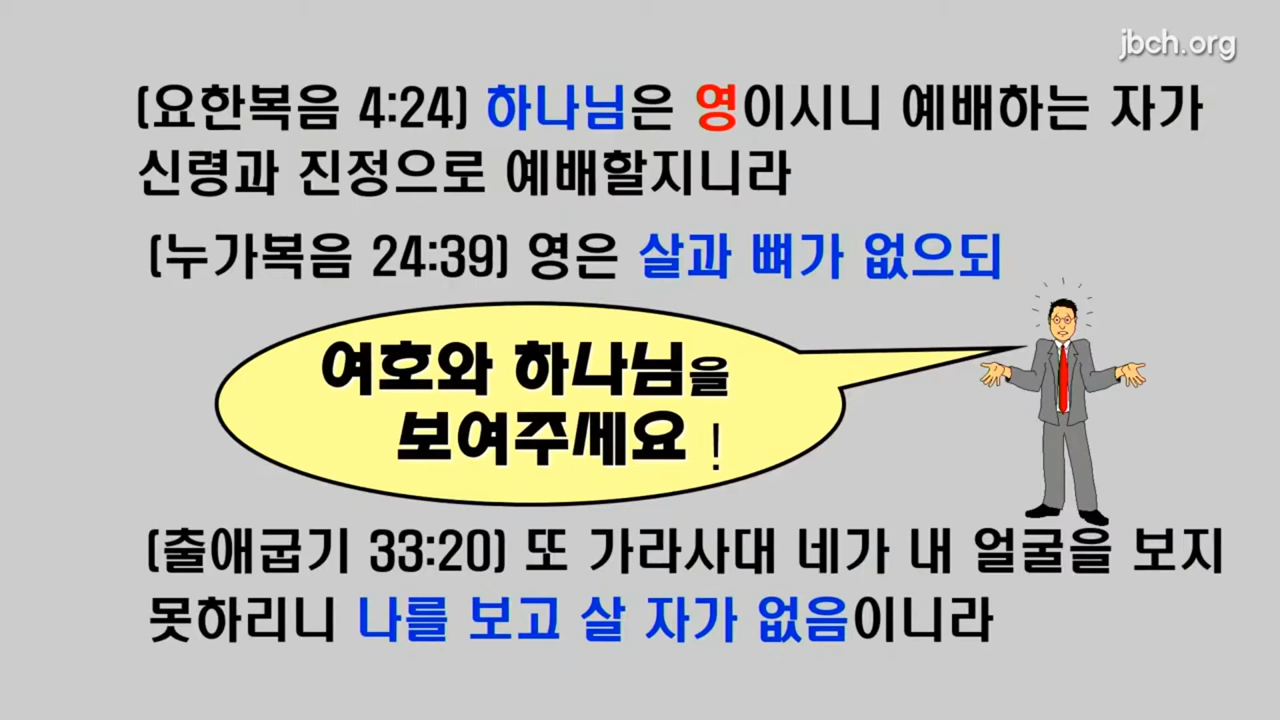 jbch.org
(요한복음 4:24) 하나님은 영이시니 예배하는 자가
신령과 진정으로 예배할지니라
(누가복음 24:39) 영은 살과 뼈가 없으되
여호와 하나님을
보여주쎄요!
(출애굽기 33:20) 또 가라사대 네가 내 얼굴을 보지
못하리니 나를 보고 살 자가 없음이니라